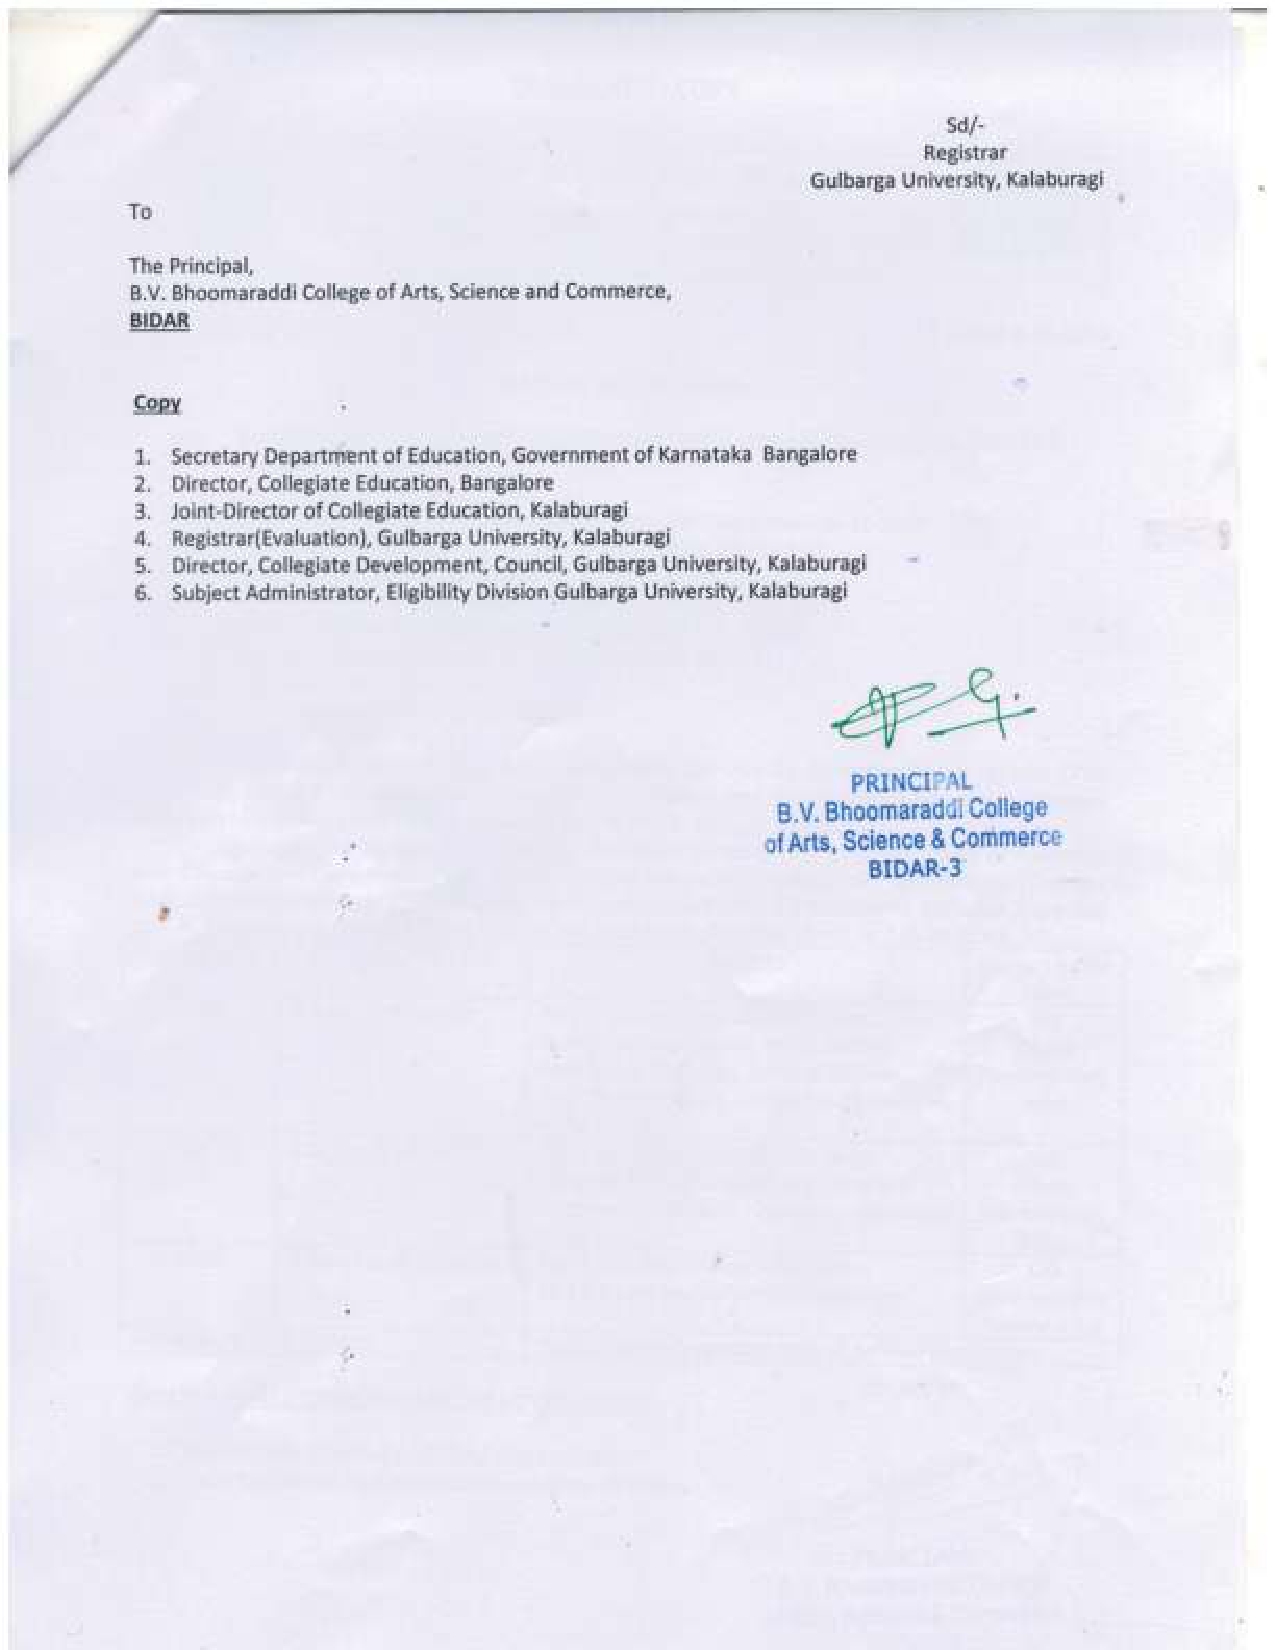 Sd/-
Registrar
Gulbarga University, Kalaburagi
To
The Principal,
B.V. Bhoomaraddi College of Arts, Science and Commerce,
BIDAR
Copy
1. Secretary Department of Education, Government of Karnataka Bangalore
2. Director, Collegiate Education, Bangalore
3. Joint-Director of Collegiate Education, Kalaburagi
4. Registrar(Evaluation), Gulbarga University, Kalaburagi
5. Director, Collegiate Development, Council, Gulbarga University, Kalaburagi
6. Subject Administrator, Eligibility Division Gulbarga University, Kalaburagi
PRINCIPAL
B.V. Bhoomaraddi College
of Arts, Science & Commerce
BIDAR-3